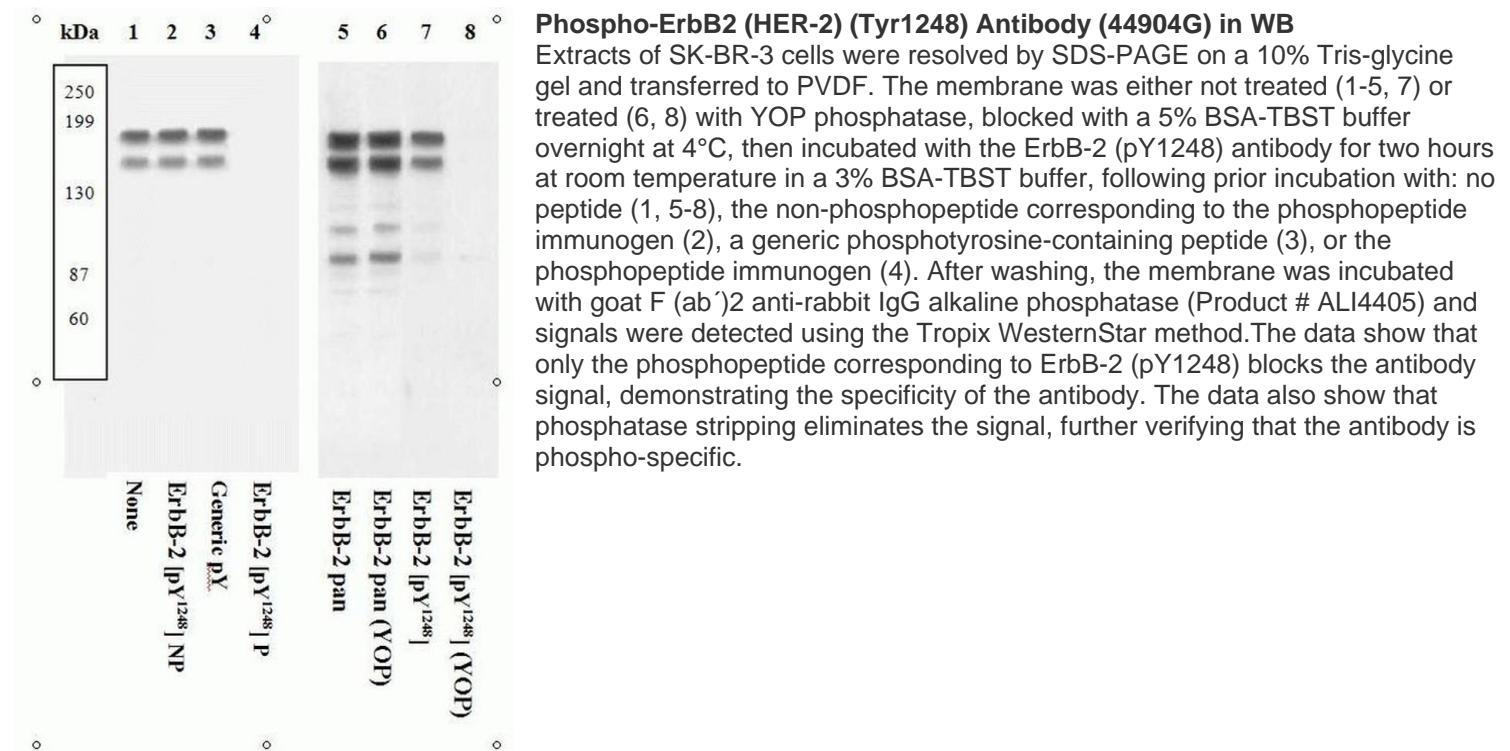 kDa 1 2 3 4 5 6 7 8
250
199
130
87
60
None
ErbB-2 [pY1248] NP
Generic pY
ErbB-2 [pY1248] P
ErbB-2 pan
ErbB-2 pan (YOP)
ErbB-2 [pY1248]
ErbB-2 [pY1248] (YOP)
Phospho-ErbB2 (HER-2) (Tyr1248) Antibody (44904G) in WB
Extracts of SK-BR-3 cells were resolved by SDS-PAGE on a 10% Tris-glycine
gel and transferred to PVDF. The membrane was either not treated (1-5, 7) or
treated (6, 8) with YOP phosphatase, blocked with a 5% BSA-TBST buffer
overnight at 4°C, then incubated with the ErbB-2 (pY1248) antibody for two hours
at room temperature in a 3% BSA-TBST buffer, following prior incubation with: no
peptide (1, 5-8), the non-phosphopeptide corresponding to the phosphopeptide
immunogen (2), a generic phosphotyrosine-containing peptide (3), or the
phosphopeptide immunogen (4). After washing, the membrane was incubated
with goat F (ab´)2 anti-rabbit IgG alkaline phosphatase (Product # ALI4405) and
signals were detected using the Tropix WesternStar method.The data show that
only the phosphopeptide corresponding to ErbB-2 (pY1248) blocks the antibody
signal, demonstrating the specificity of the antibody. The data also show that
phosphatase stripping eliminates the signal, further verifying that the antibody is
phospho-specific.